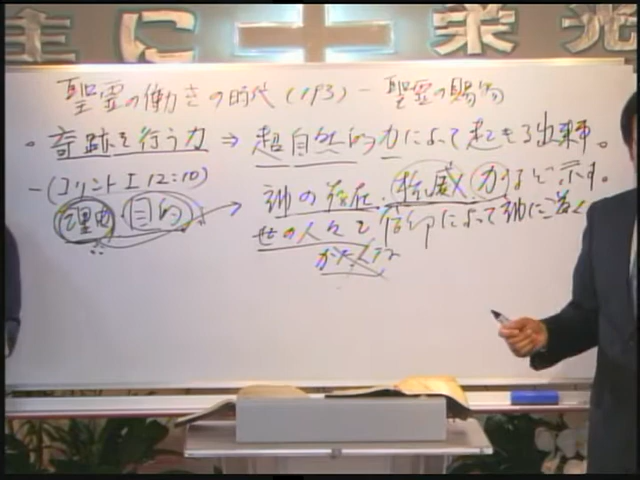 主に 栄光
聖霊の働きの時代(193) - 聖霊の賜物
・奇跡を行う力 ⇒ 超自然的力によって起きる出来事。
-(コリントI 12:10) 神の存在、権威、力などを示す。
理由 目的 → 世の人々を信仰によって神に導く